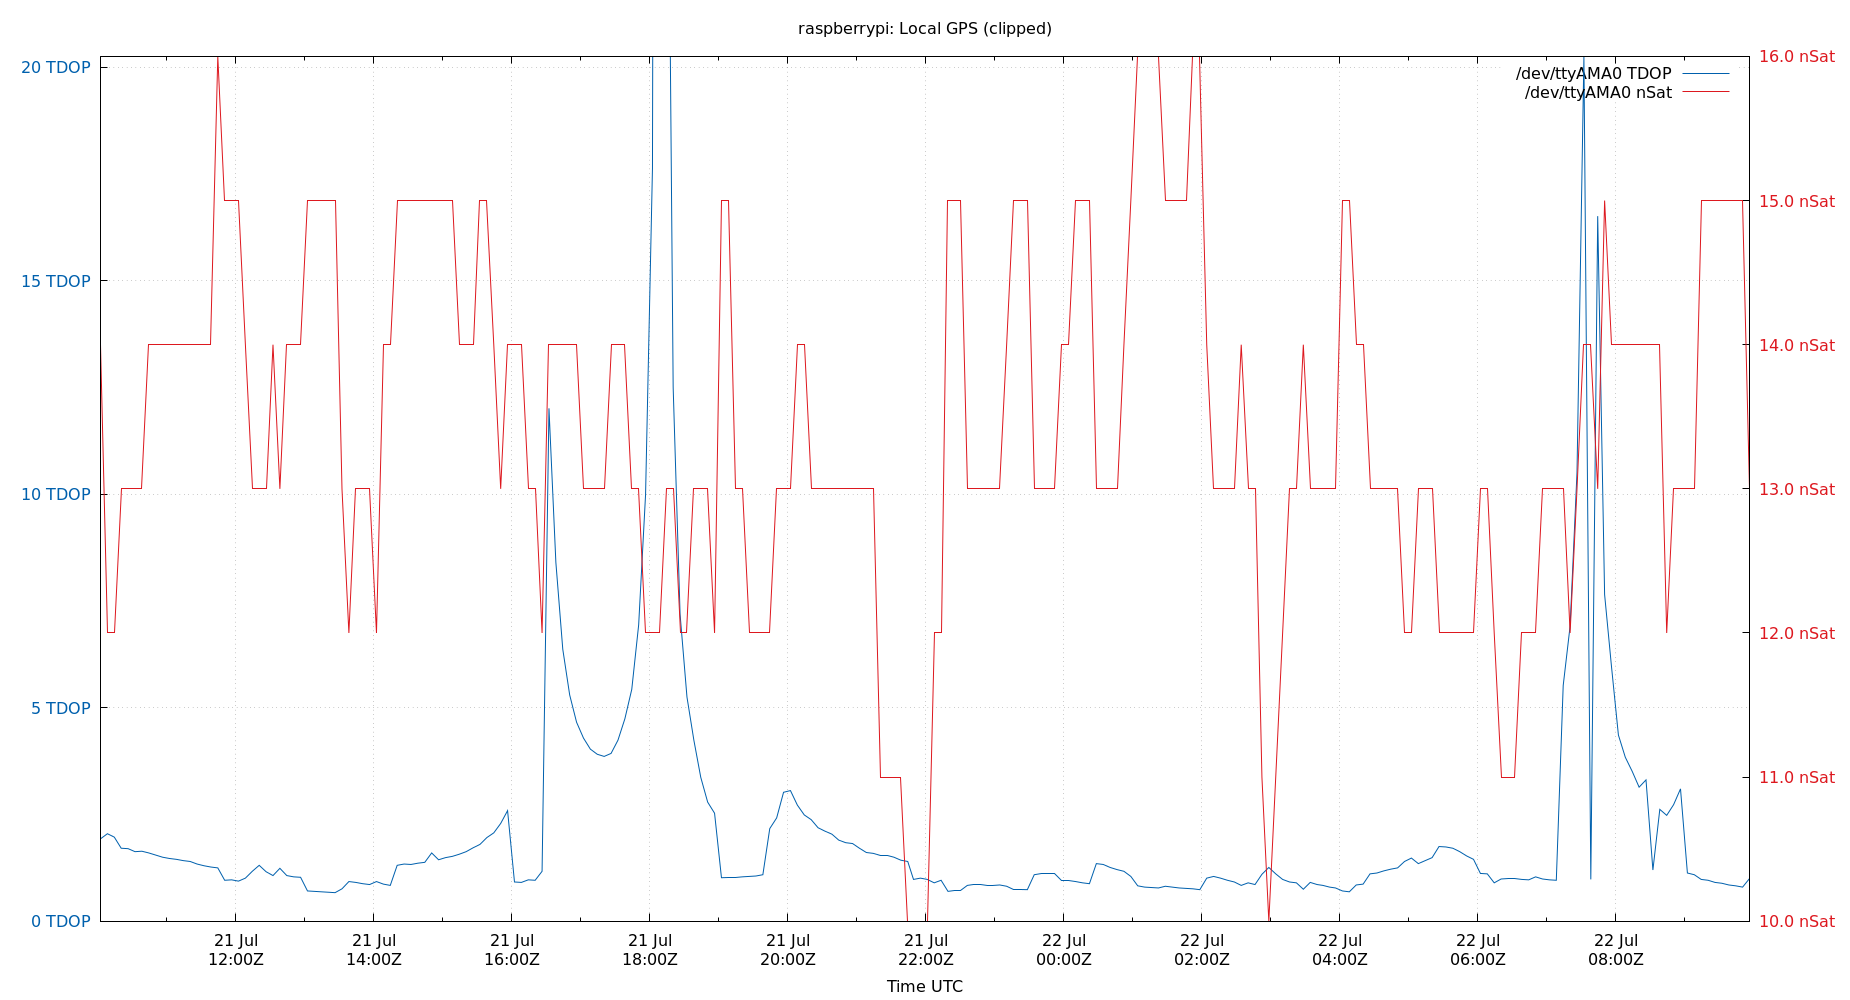 raspberrypi: Local GPS (clipped)
20 TDOP
15 TDOP
10 TDOP
5 TDOP
0 TDOP
16.0 nSat
15.0 nSat
14.0 nSat
13.0 nSat
12.0 nSat
11.0 nSat
10.0 nSat
/dev/ttyAMA0 TDOP
/dev/ttyAMA0 nSat
21 Jul
12:00Z
21 Jul
14:00Z
21 Jul
16:00Z
21 Jul
18:00Z
21 Jul
20:00Z
21 Jul
22:00Z
22 Jul
00:00Z
22 Jul
02:00Z
22 Jul
04:00Z
22 Jul
06:00Z
22 Jul
08:00Z
Time UTC